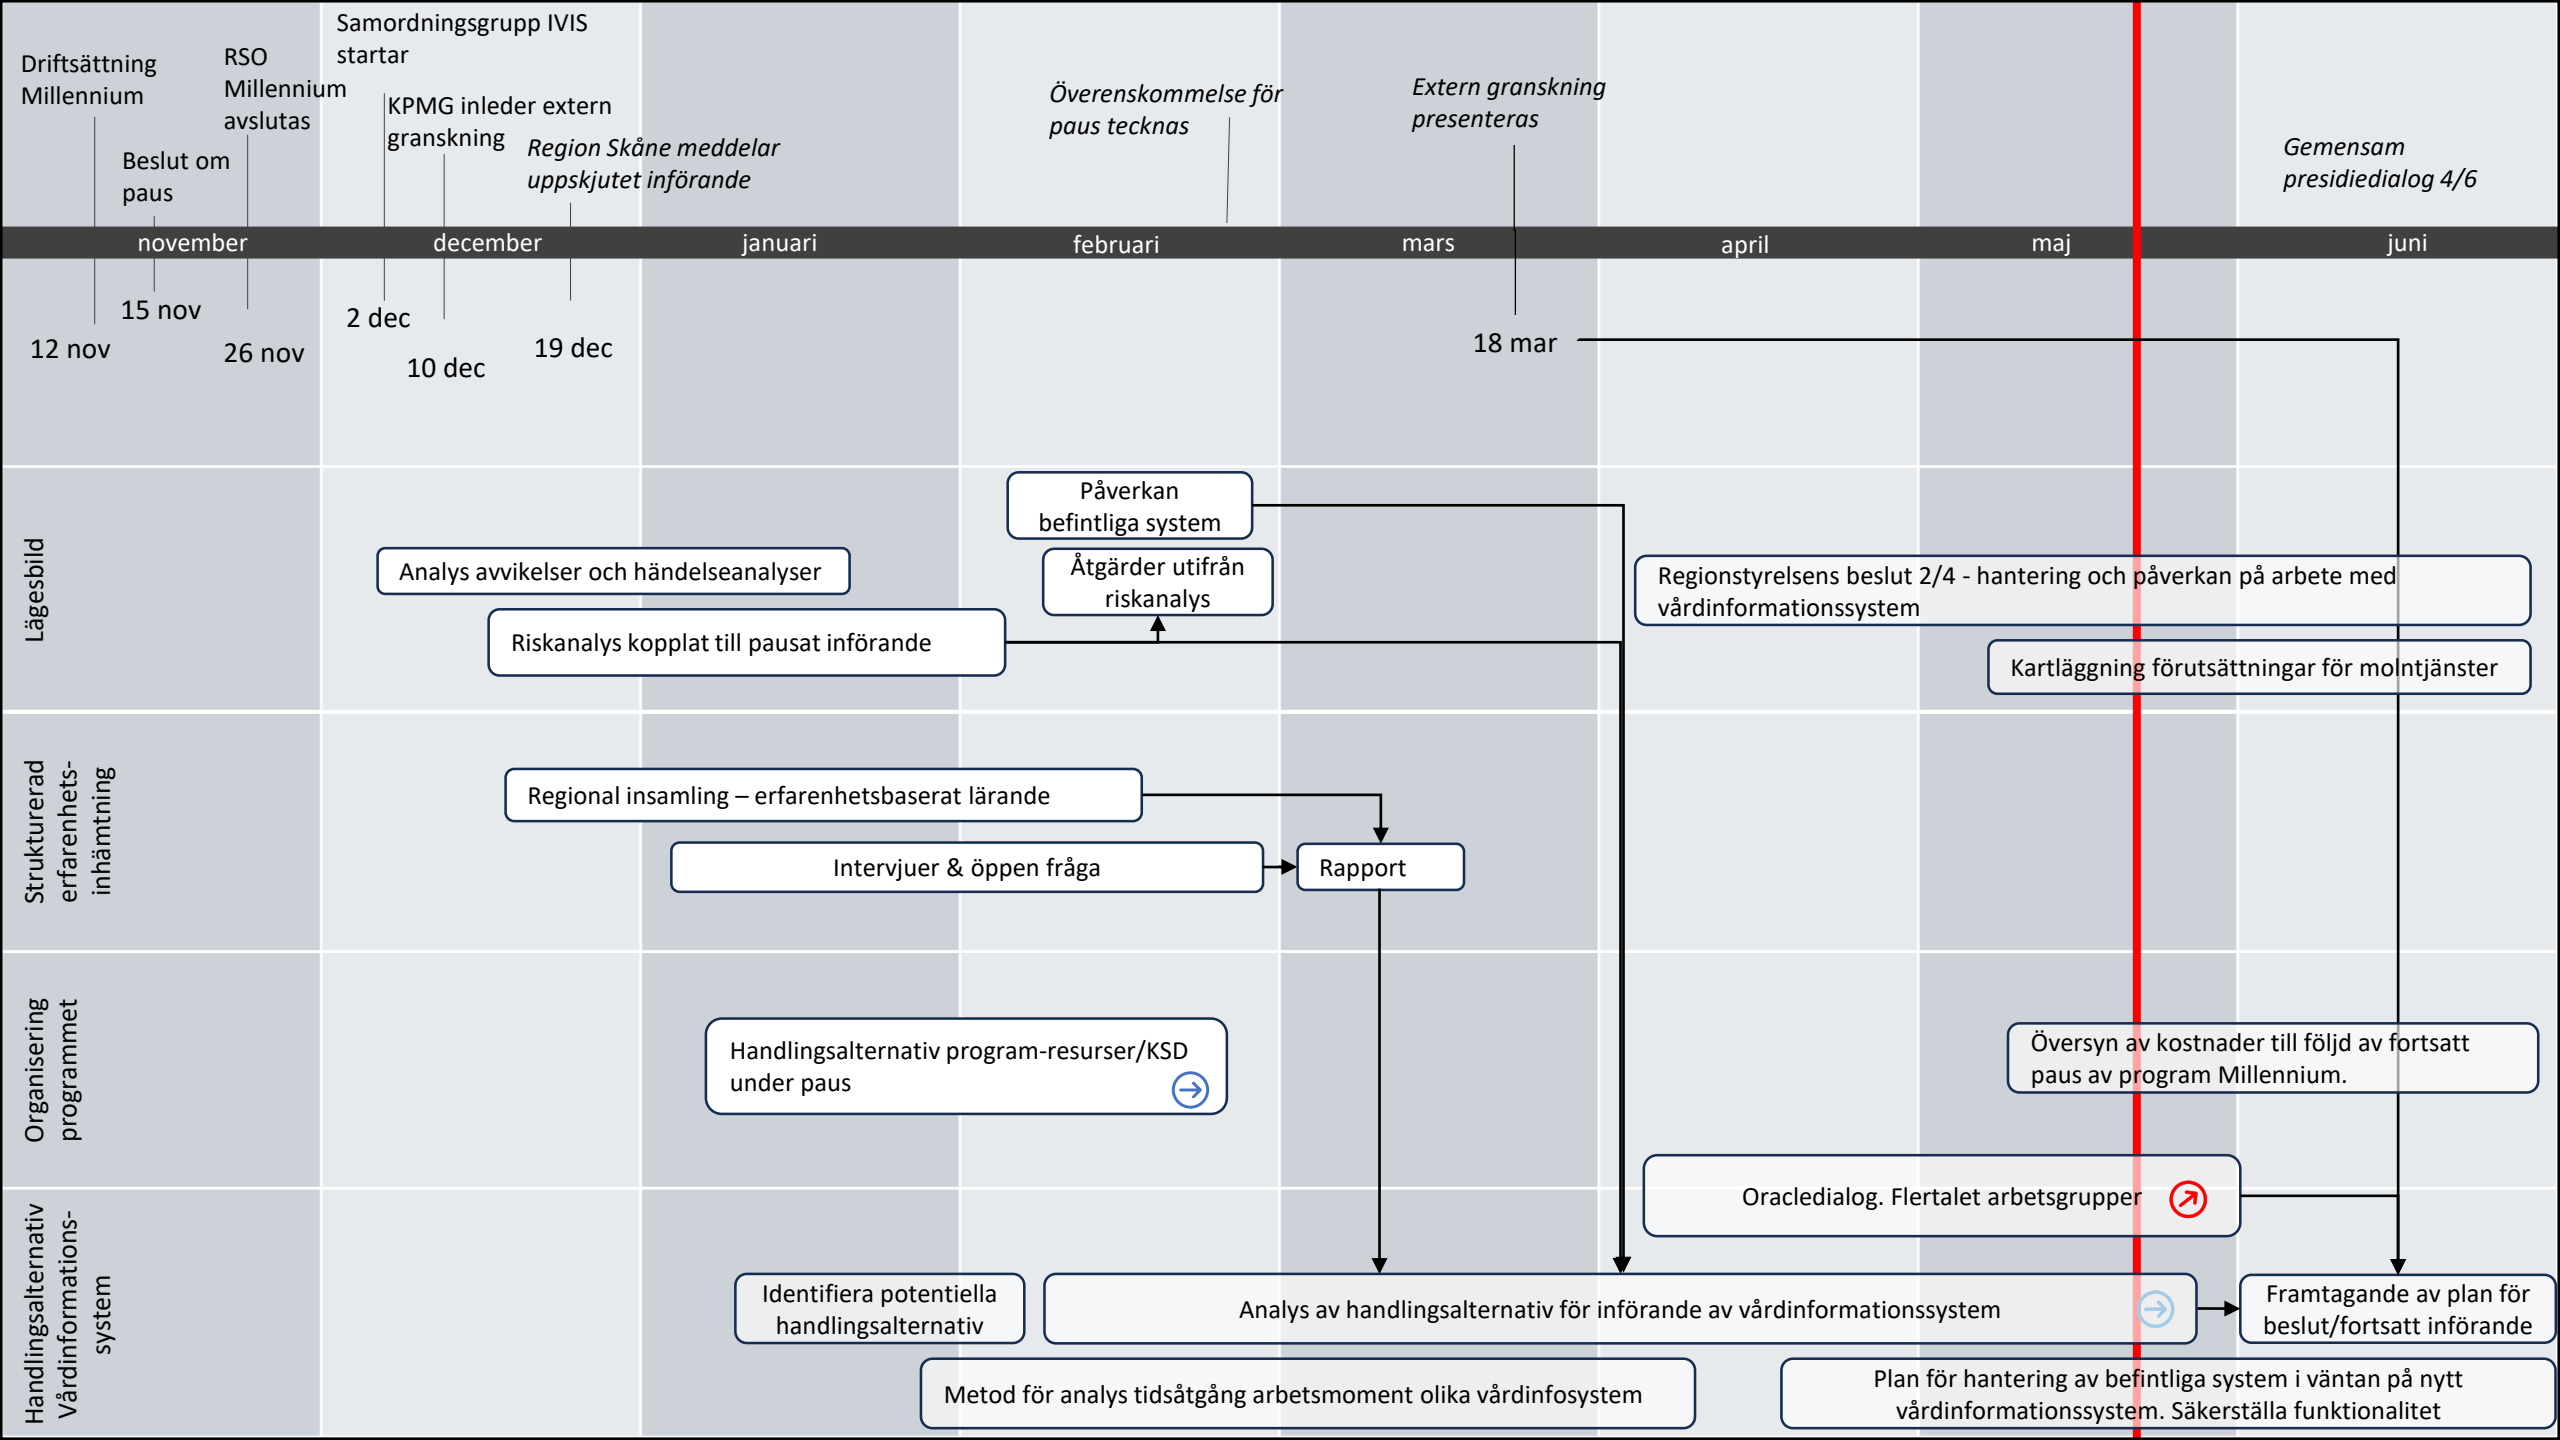 Samordningsgrupp IVIS
startar
Driftsättning
Millennium
RSO
Millennium
avslutas
KPMG inleder extern
granskning
Beslut om
paus
Region Skåne meddelar
uppskjutet införande
Överenskommelse för
paus tecknas
Extern granskning
presenteras
Gemensam
presidiedialog 4/6
november
december
januari
februari
mars
april
maj
juni
12 nov
15 nov
26 nov
2 dec
10 dec
19 dec
18 mar
Lägesbild
Påverkan
befintliga system
Analys avvikelser och händelseanalyser
Åtgärder utifrån
riskanalys
Riskanalys kopplat till pausat införande
Regionstyrelsens beslut 2/4 - hantering och påverkan på arbete med
vårdinformationssystem
Kartläggning förutsättningar för molntjänster
Strukturerad
erfarenhets-
inhämtning
Regional insamling – erfarenhetsbaserat lärande
Intervjuer & öppen fråga
Rapport
Organisering
programmet
Handlingsalternativ program-resurser/KSD
under paus
Översyn av kostnader till följd av fortsatt
paus av program Millennium.
Oracledialog. Flertalet arbetsgrupper
Handlingsalternativ
Vårdinformations-
system
Identifiera potentiella
handlingsalternativ
Analys av handlingsalternativ för införande av vårdinformationssystem
Framtagande av plan för
beslut/fortsatt införande
Metod för analys tidsåtgång arbetsmoment olika vårdinfosystem
Plan för hantering av befintliga system i väntan på nytt
vårdinformationssystem. Säkerställa funktionalitet